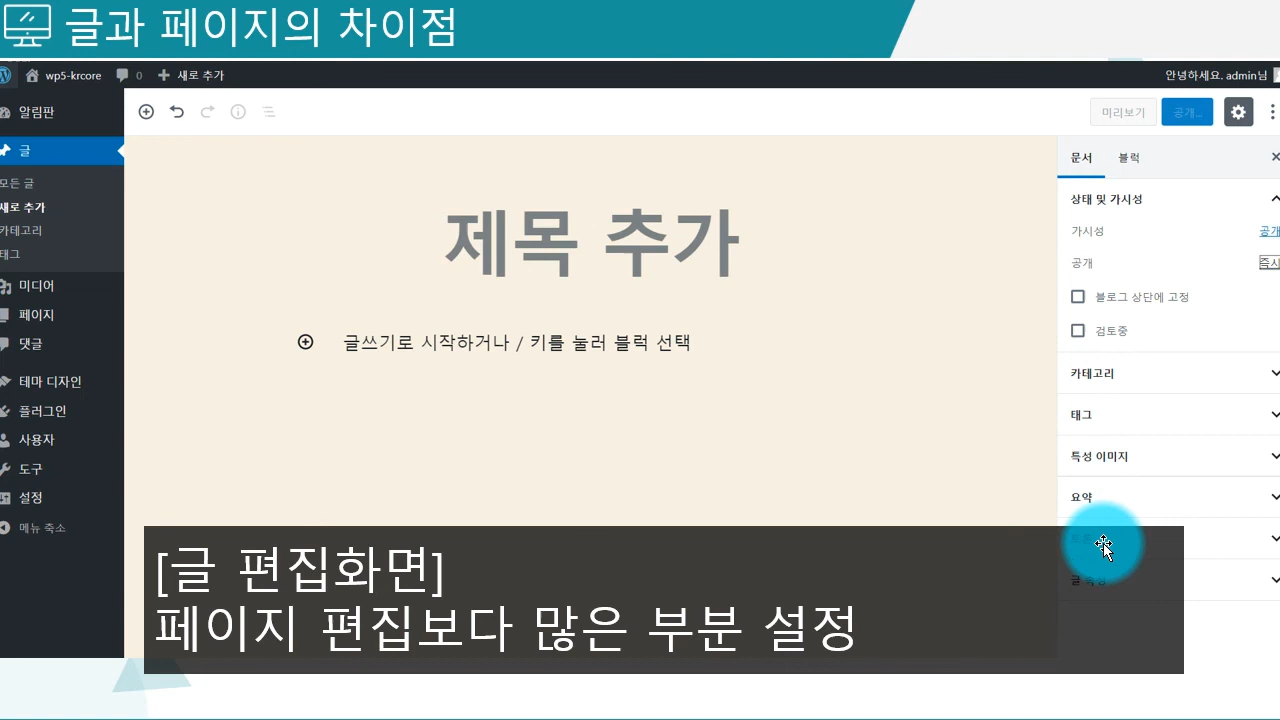 글과 페이지의 차이점
wp5-krcore 0 새로 추가
안녕하세요, admin님
알림판
글
모든 글
새로 추가
카테고리
태그
미디어
페이지
댓글
테마 디자인
플러그인
사용자
도구
설정
메뉴 축소
미리보기 공개...
제목 추가
글쓰기로 시작하거나 / 키를 눌러 블럭 선택
문서 블럭
상태 및 가시성
가시성 공개
공개 즉시
블로그 상단에 고정
검토중
카테고리
태그
특성 이미지
요약
글 속성
[글 편집화면]
페이지 편집보다 많은 부분 설정